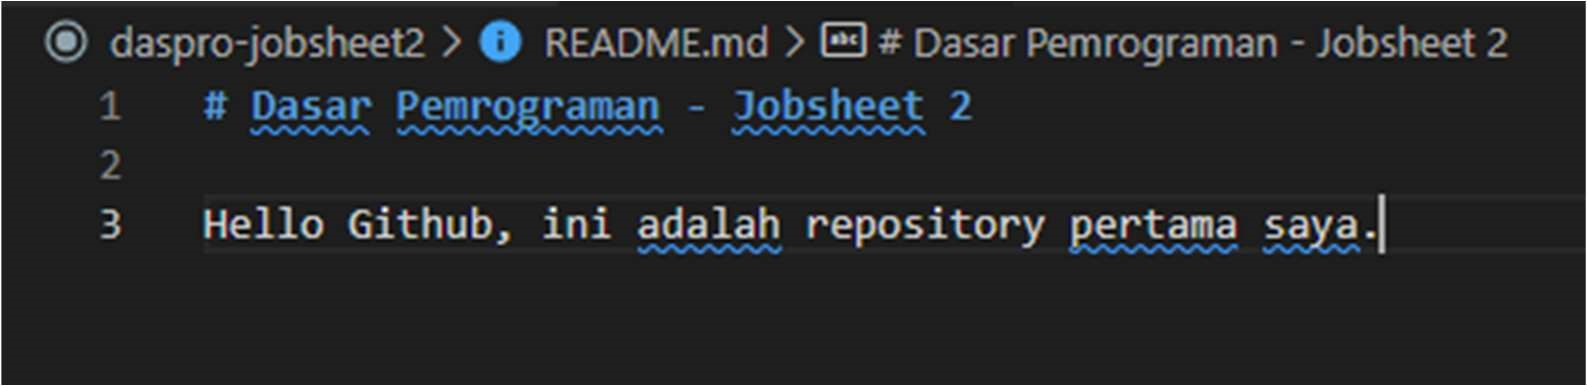 daspro-jobsheet2 > README.md > # Dasar Pemrograman - Jobsheet 2
1 # Dasar Pemrograman - Jobsheet 2
2
3 Hello Github, ini adalah repository pertama saya.